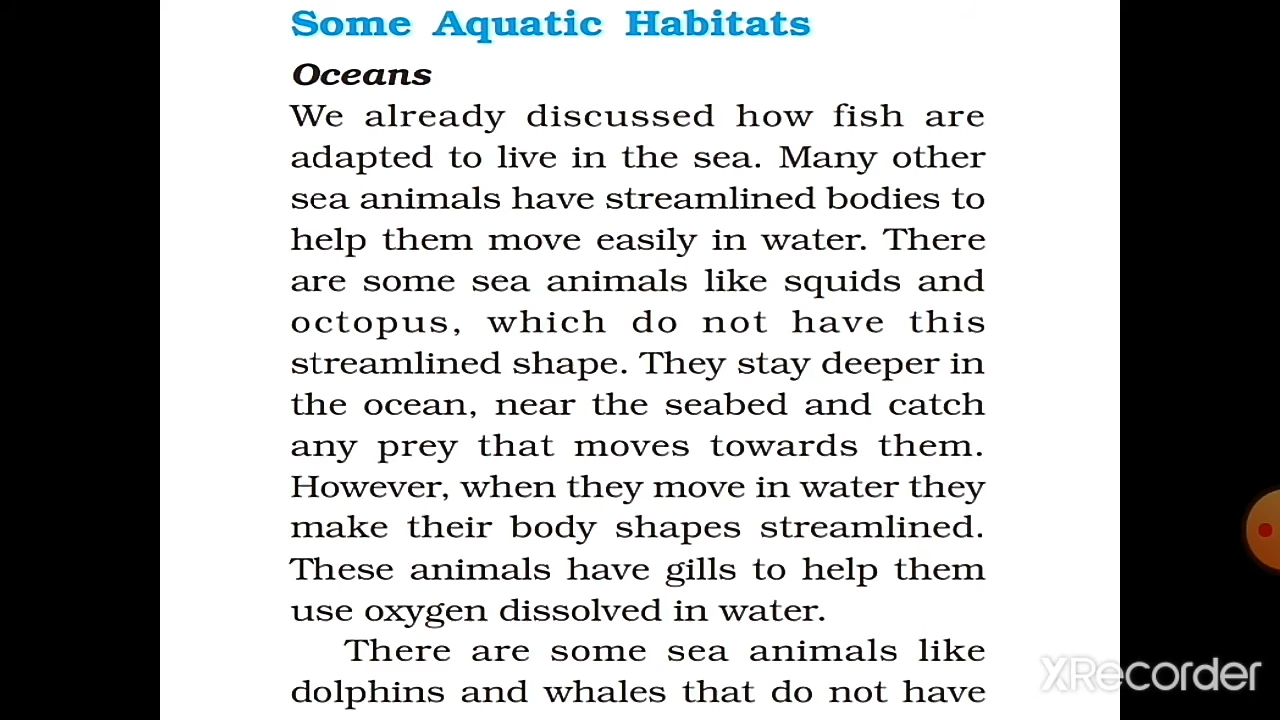 Some Aquatic Habitats
Oceans
We already discussed how fish are
adapted to live in the sea. Many other
sea animals have streamlined bodies to
help them move easily in water. There
are some sea animals like squids and
octopus, which do not have this
streamlined shape. They stay deeper in
the ocean, near the seabed and catch
any prey that moves towards them.
However, when they move in water they
make their body shapes streamlined.
These animals have gills to help them
use oxygen dissolved in water.
There are some sea animals like
dolphins and whales that do not have
XRecorder